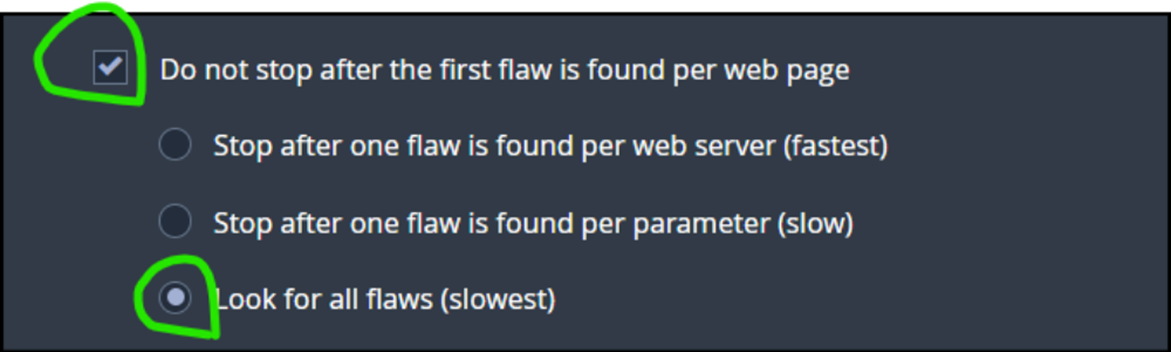 Do not stop after the first flaw is found per web page
Stop after one flaw is found per web server (fastest)
Stop after one flaw is found per parameter (slow)
Look for all flaws (slowest)